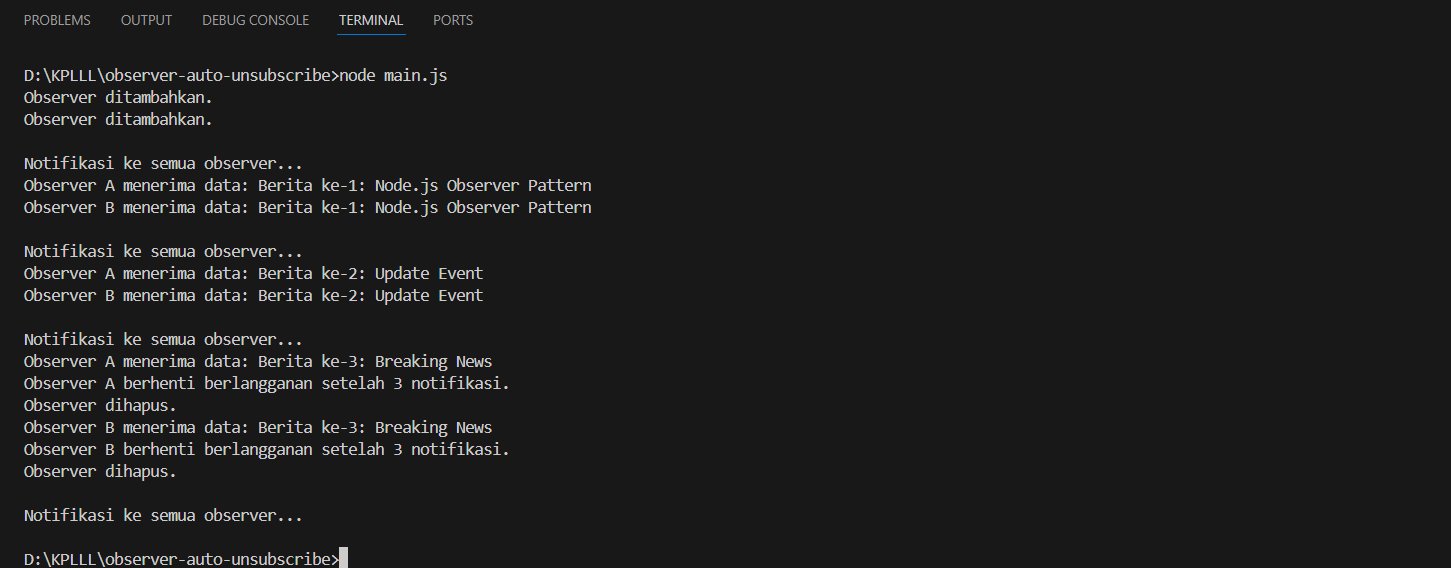 PROBLEMS OUTPUT DEBUG CONSOLE TERMINAL PORTS
D:\KPLLL\observer-auto-unsubscribe>node main.js
Observer ditambahkan.
Observer ditambahkan.
Notifikasi ke semua observer...
Observer A menerima data: Berita ke-1: Node.js Observer Pattern
Observer B menerima data: Berita ke-1: Node.js Observer Pattern
Notifikasi ke semua observer...
Observer A menerima data: Berita ke-2: Update Event
Observer B menerima data: Berita ke-2: Update Event
Notifikasi ke semua observer...
Observer A menerima data: Berita ke-3: Breaking News
Observer A berhenti berlangganan setelah 3 notifikasi.
Observer dihapus.
Observer B menerima data: Berita ke-3: Breaking News
Observer B berhenti berlangganan setelah 3 notifikasi.
Observer dihapus.
Notifikasi ke semua observer...
D:\KPLLL\observer-auto-unsubscribe>